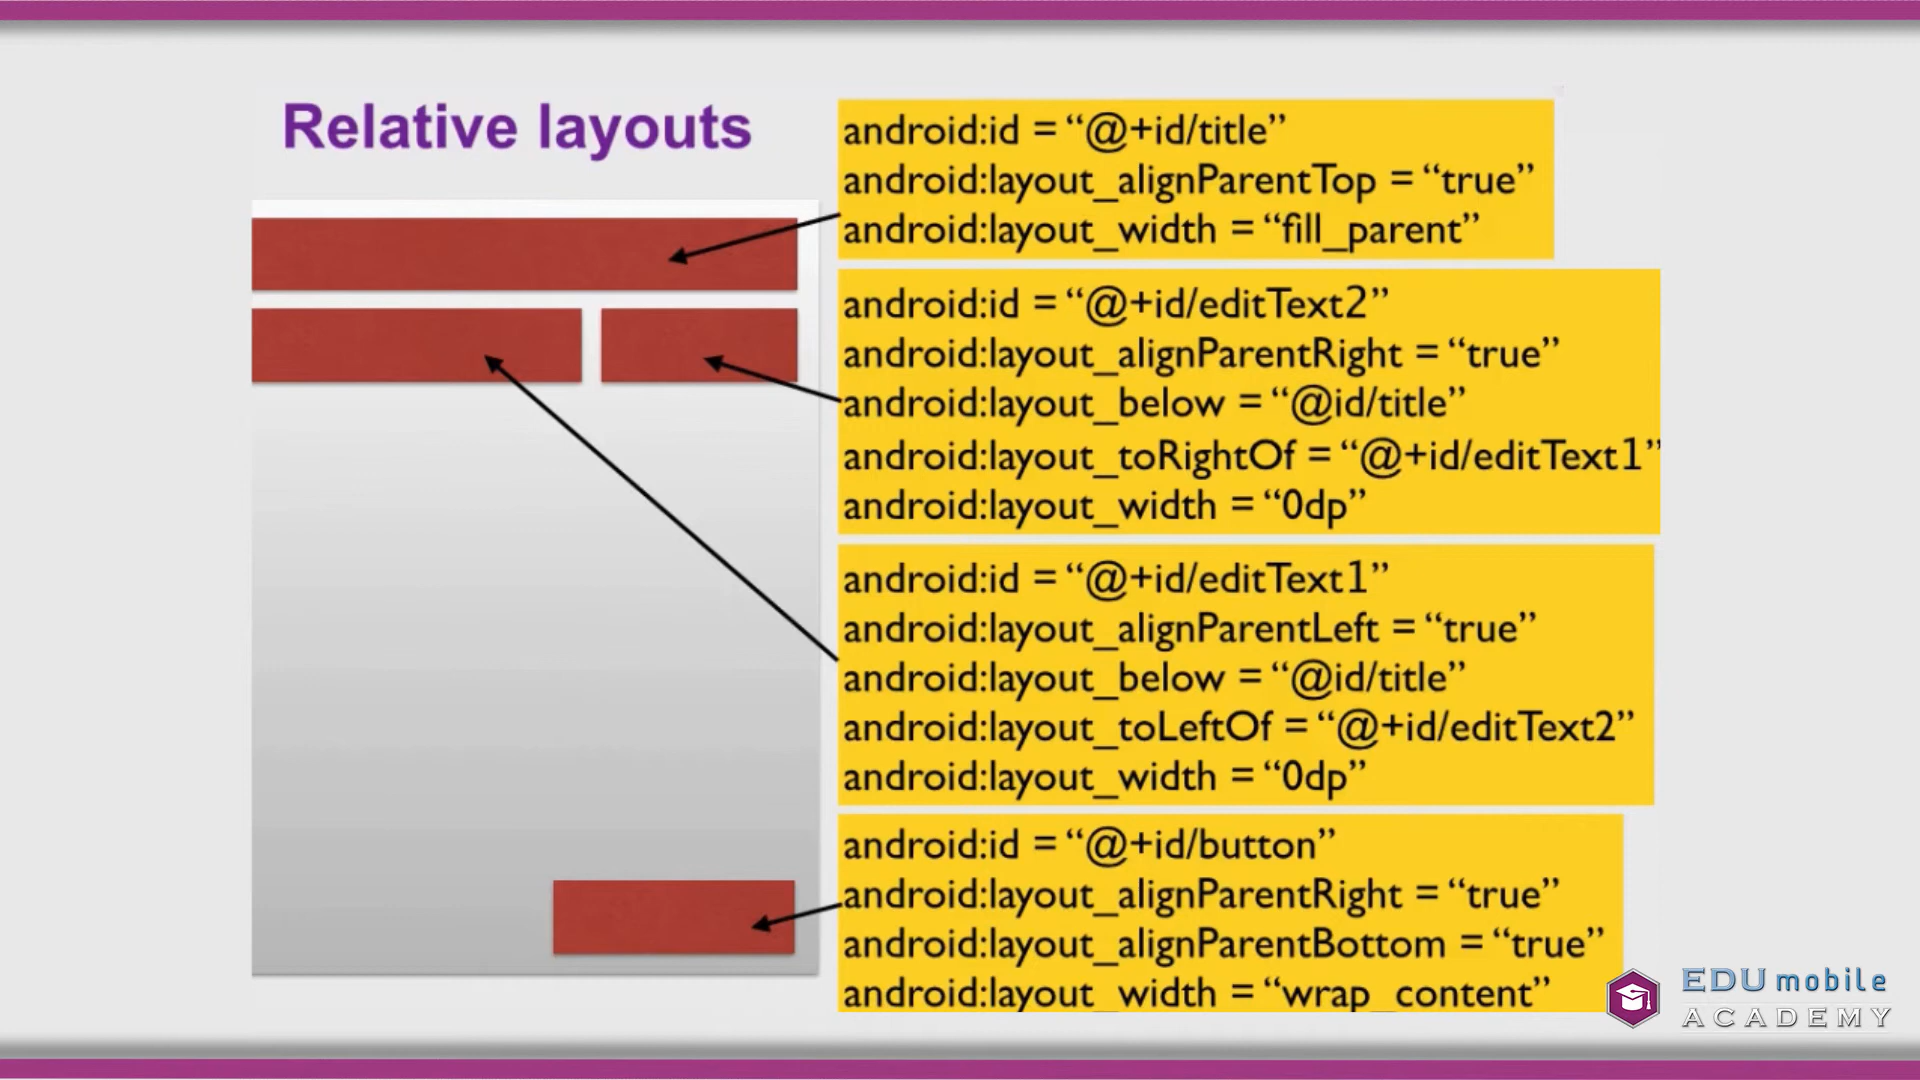 Relative layouts
android:id = “@+id/title”
android:layout_alignParentTop = “true”
android:layout_width = “fill_parent”
android:id = “@+id/editText2”
android:layout_alignParentRight = “true”
android:layout_below = “@id/title”
android:layout_toRightOf = “@+id/editText1”
android:layout_width = “0dp”
android:id = “@+id/editText1”
android:layout_alignParentLeft = “true”
android:layout_below = “@id/title”
android:layout_toLeftOf = “@+id/editText2”
android:layout_width = “0dp”
android:id = “@+id/button”
android:layout_alignParentRight = “true”
android:layout_alignParentBottom = “true”
android:layout_width = “wrap_content”
EDU mobile
ACADEMY